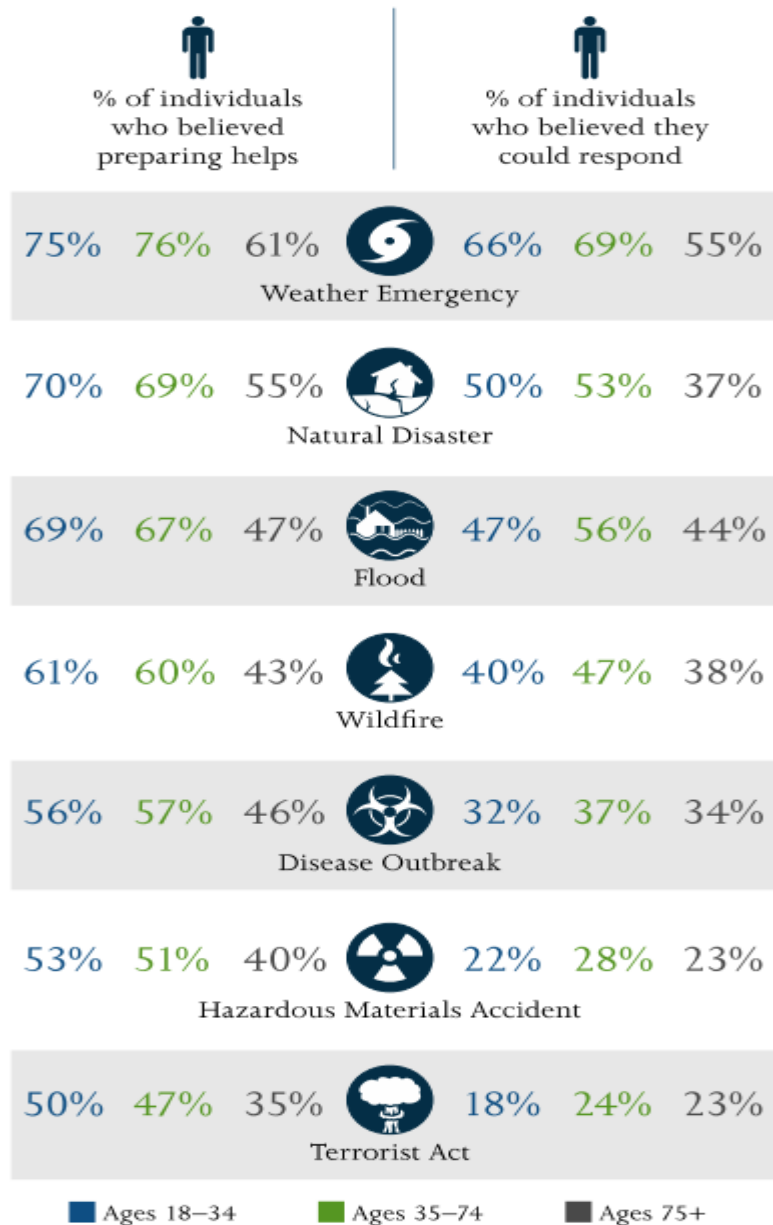 % of individuals
who believed
preparing helps
% of individuals
who believed they
could respond
75% 76% 61% 66% 69% 55%
Weather Emergency
70% 69% 55% 50% 53% 37%
Natural Disaster
69% 67% 47% 47% 56% 44%
Flood
61% 60% 43% 40% 47% 38%
Wildfire
56% 57% 46% 32% 37% 34%
Disease Outbreak
53% 51% 40% 22% 28% 23%
Hazardous Materials Accident
50% 47% 35% 18% 24% 23%
Terrorist Act
Ages 18–34 Ages 35–74 Ages 75+